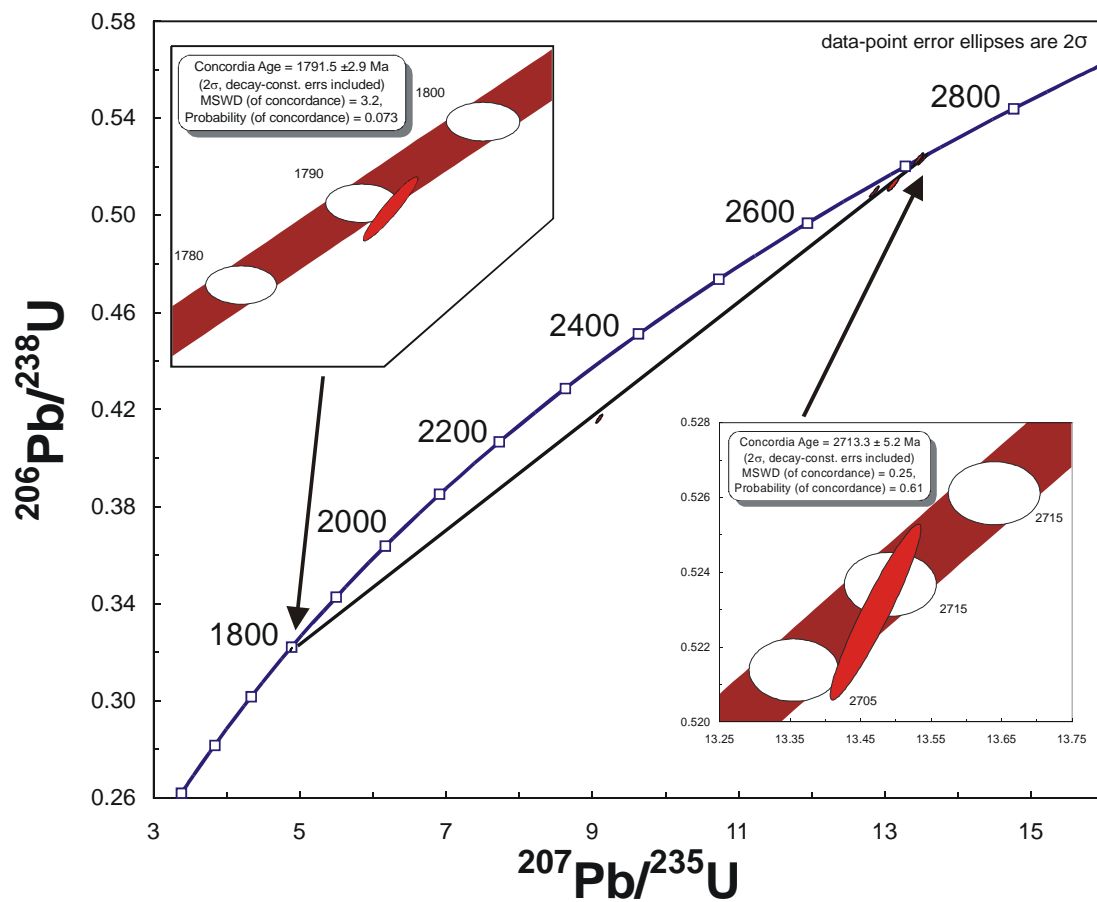 0.58
data-point error ellipses are 2σ
Concordia Age = 1791.5 ±2.9 Ma
(2σ, decay-const. errs included)
MSWD (of concordance) = 3.2,
Probability (of concordance) = 0.073
1800
1790
1780
2800
0.54
2600
0.50
0.46
2400
0.42
2200
0.38
2000
0.34
1800
0.30
0.26
206Pb/238U
0.528
0.526
0.524
0.522
0.520
Concordia Age = 2713.3 ± 5.2 Ma
(2σ, decay-const. errs included)
MSWD (of concordance) = 0.25,
Probability (of concordance) = 0.61
2715
2715
2705
13.25 13.35 13.45 13.55 13.65 13.75
3 5 7 9 11 13 15
207Pb/235U